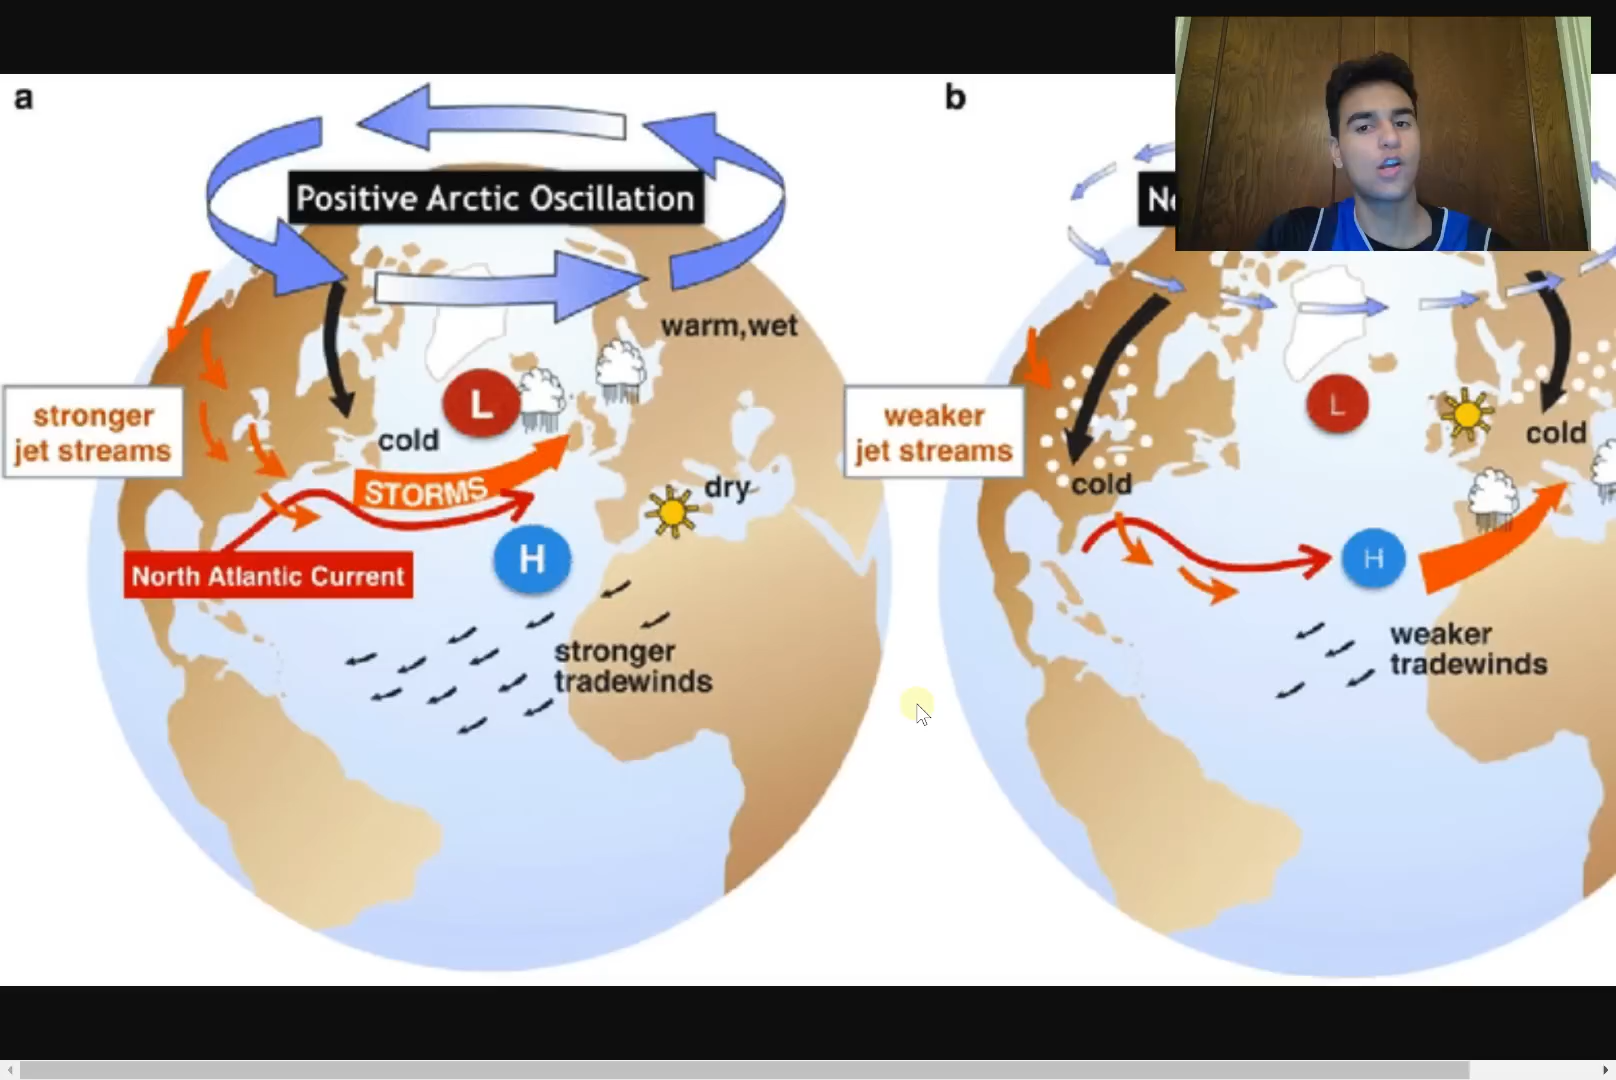 a
Positive Arctic Oscillation
warm,wet
stronger
jet streams
L
cold
STORMS
dry
North Atlantic Current
H
stronger
tradewinds
b
weaker
jet streams
L
cold
cold
H
weaker
tradewinds